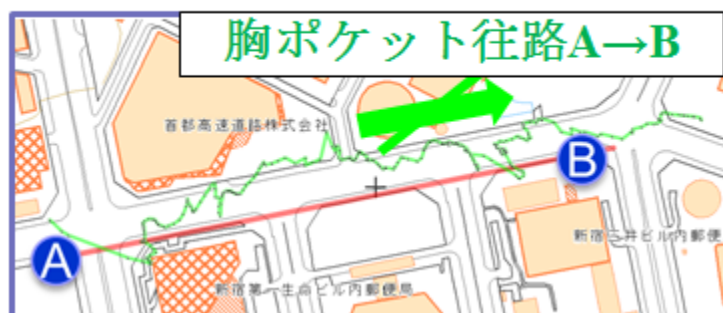 胸ポケット往路A→B
首都高速道路株式会社
B
新宿三井ビル内郵便局
A
新宿第一生命ビル内郵便局